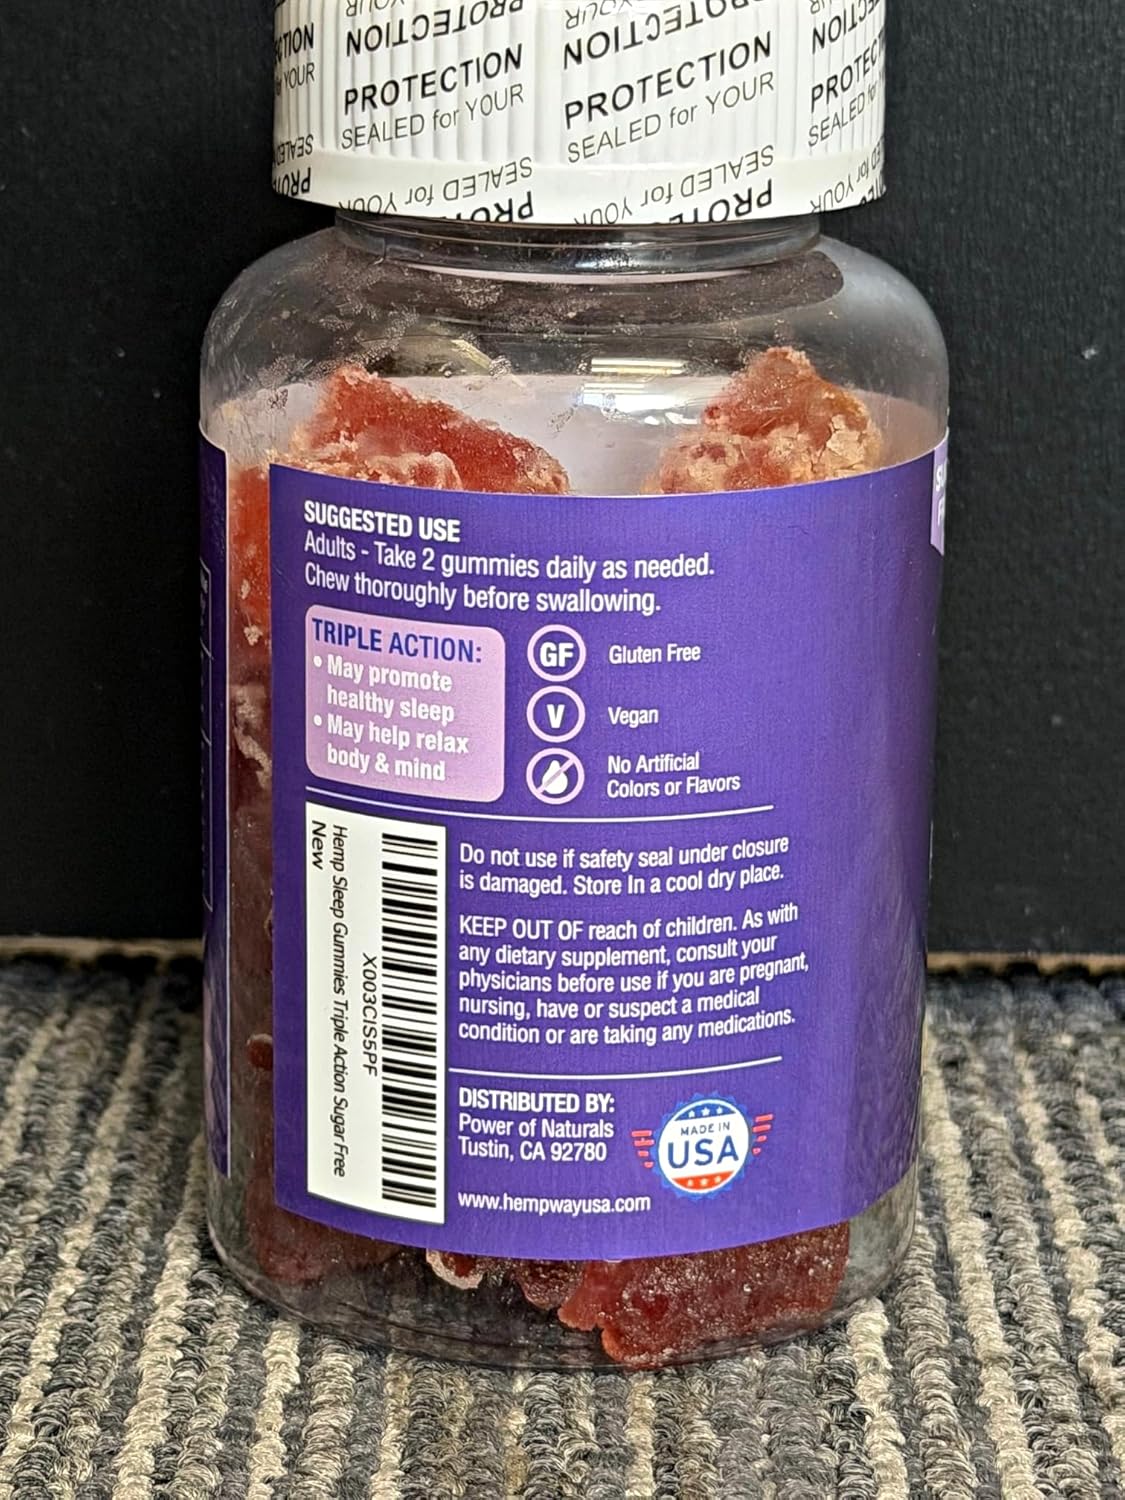 PROTECTION
SEALED for YOUR
PROTECTION
SEALED for YOUR
PROTECTION
SEALED for YOUR
PROTECTION
SEALED for YOUR
SUGGESTED USE
Adults - Take 2 gummies daily as needed.
Chew thoroughly before swallowing.
TRIPLE ACTION:
• May promote
healthy sleep
• May help relax
body & mind
GF Gluten Free
V Vegan
No Artificial
Colors or Flavors
X003CIS5PF
Hemp Sleep Gummies Triple Action Sugar Free
New
Do not use if safety seal under closure
is damaged. Store In a cool dry place.
KEEP OUT OF reach of children. As with
any dietary supplement, consult your
physicians before use if you are pregnant,
nursing, have or suspect a medical
condition or are taking any medications.
DISTRIBUTED BY:
Power of Naturals
Tustin, CA 92780
MADE IN
USA
www.hempwayusa.com